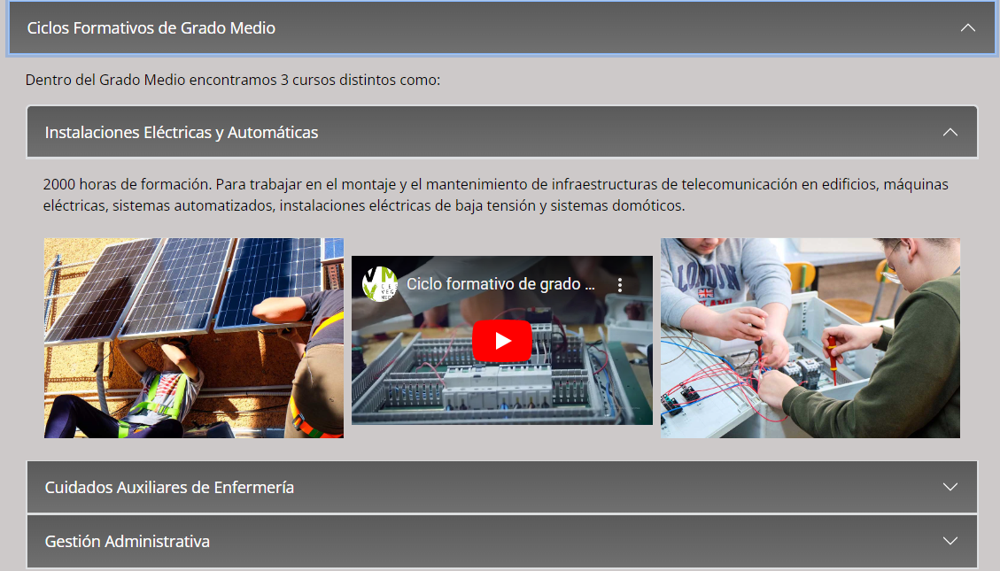 Ciclos Formativos de Grado Medio
Dentro del Grado Medio encontramos 3 cursos distintos como:
Instalaciones Eléctricas y Automáticas
2000 horas de formación. Para trabajar en el montaje y el mantenimiento de infraestructuras de telecomunicación en edificios, máquinas
eléctricas, sistemas automatizados, instalaciones eléctricas de baja tensión y sistemas domóticos.
Ciclo formativo de grado ...
LONDON
Cuidados Auxiliares de Enfermería
Gestión Administrativa